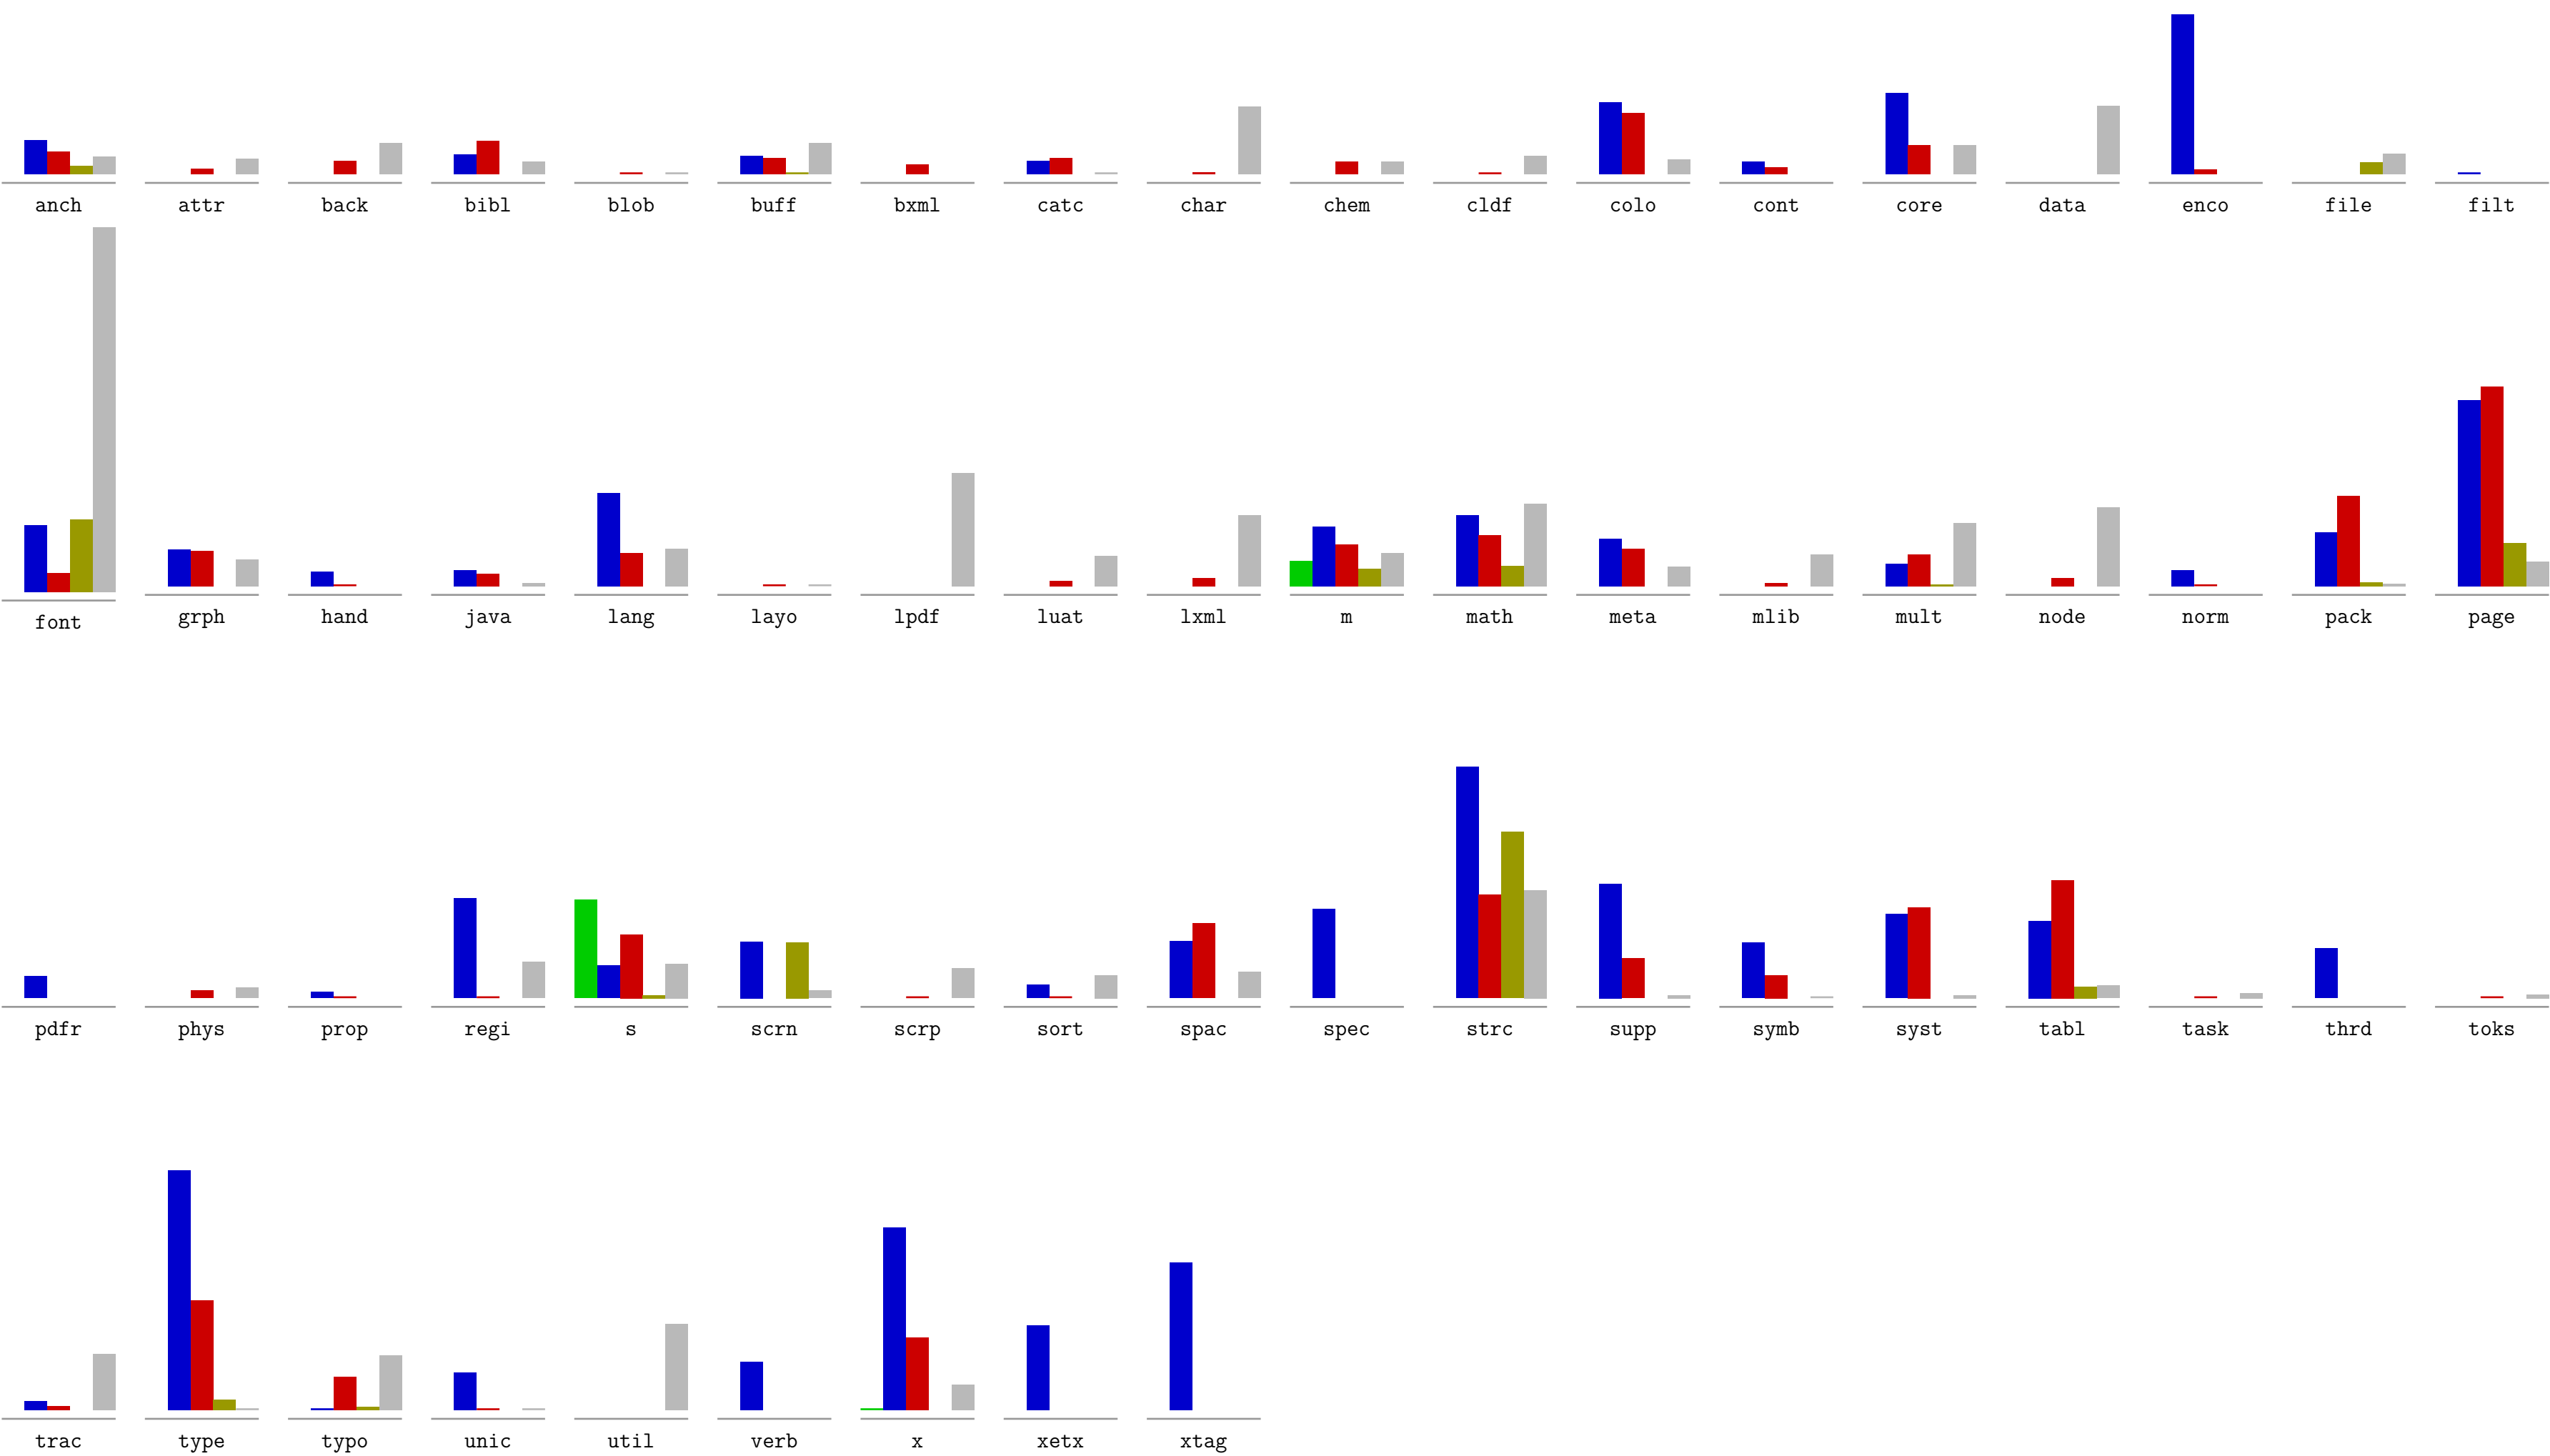 anch attr back bibl blob buff bxml catc char chem cldf colo cont core data enco file filt
font grph hand java lang layo lpdf luat lxml m math meta mlib mult node norm pack page
pdfr phys prop regi s scrn scrp sort spac spec strc supp symb syst tabl task thrd toks
trac type typo unic util verb x xetx xtag